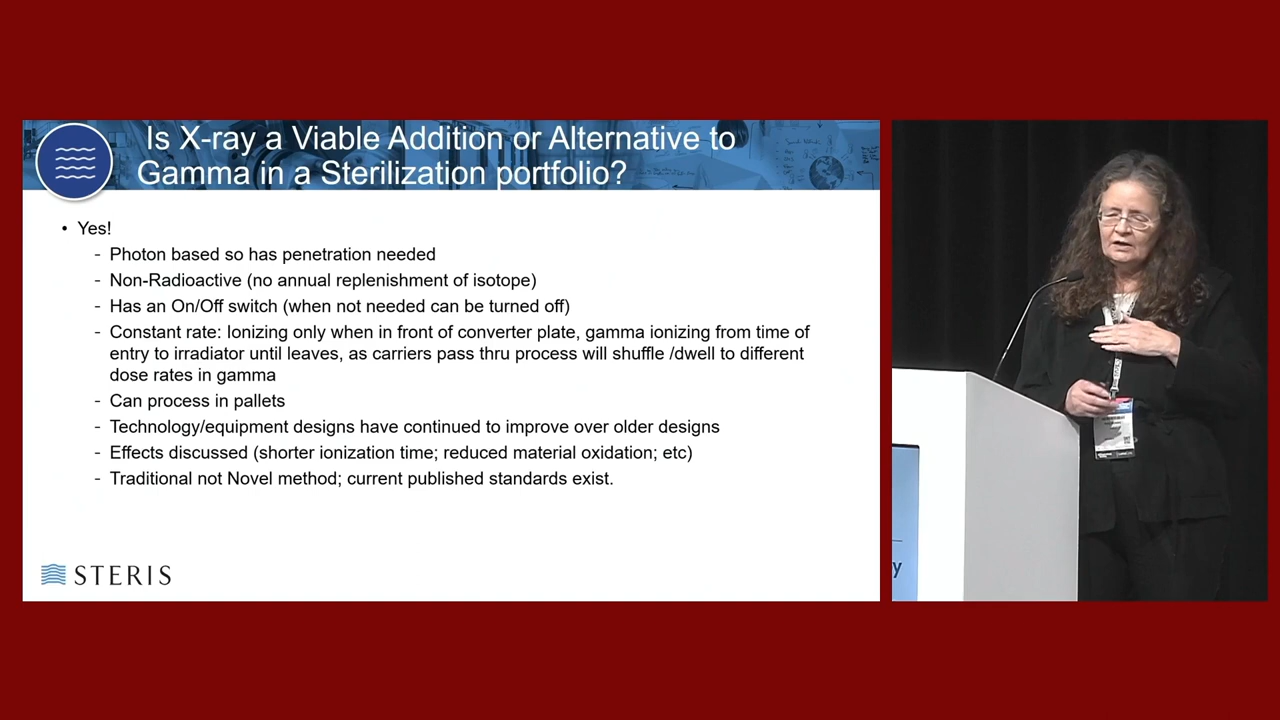 Is X-ray a Viable Addition or Alternative to
Gamma in a Sterilization portfolio?
• Yes!
- Photon based so has penetration needed
- Non-Radioactive (no annual replenishment of isotope)
- Has an On/Off switch (when not needed can be turned off)
- Constant rate: Ionizing only when in front of converter plate, gamma ionizing from time of
entry to irradiator until leaves, as carriers pass thru process will shuffle /dwell to different
dose rates in gamma
- Can process in pallets
- Technology/equipment designs have continued to improve over older designs
- Effects discussed (shorter ionization time; reduced material oxidation; etc)
- Traditional not Novel method; current published standards exist.
STERIS
y